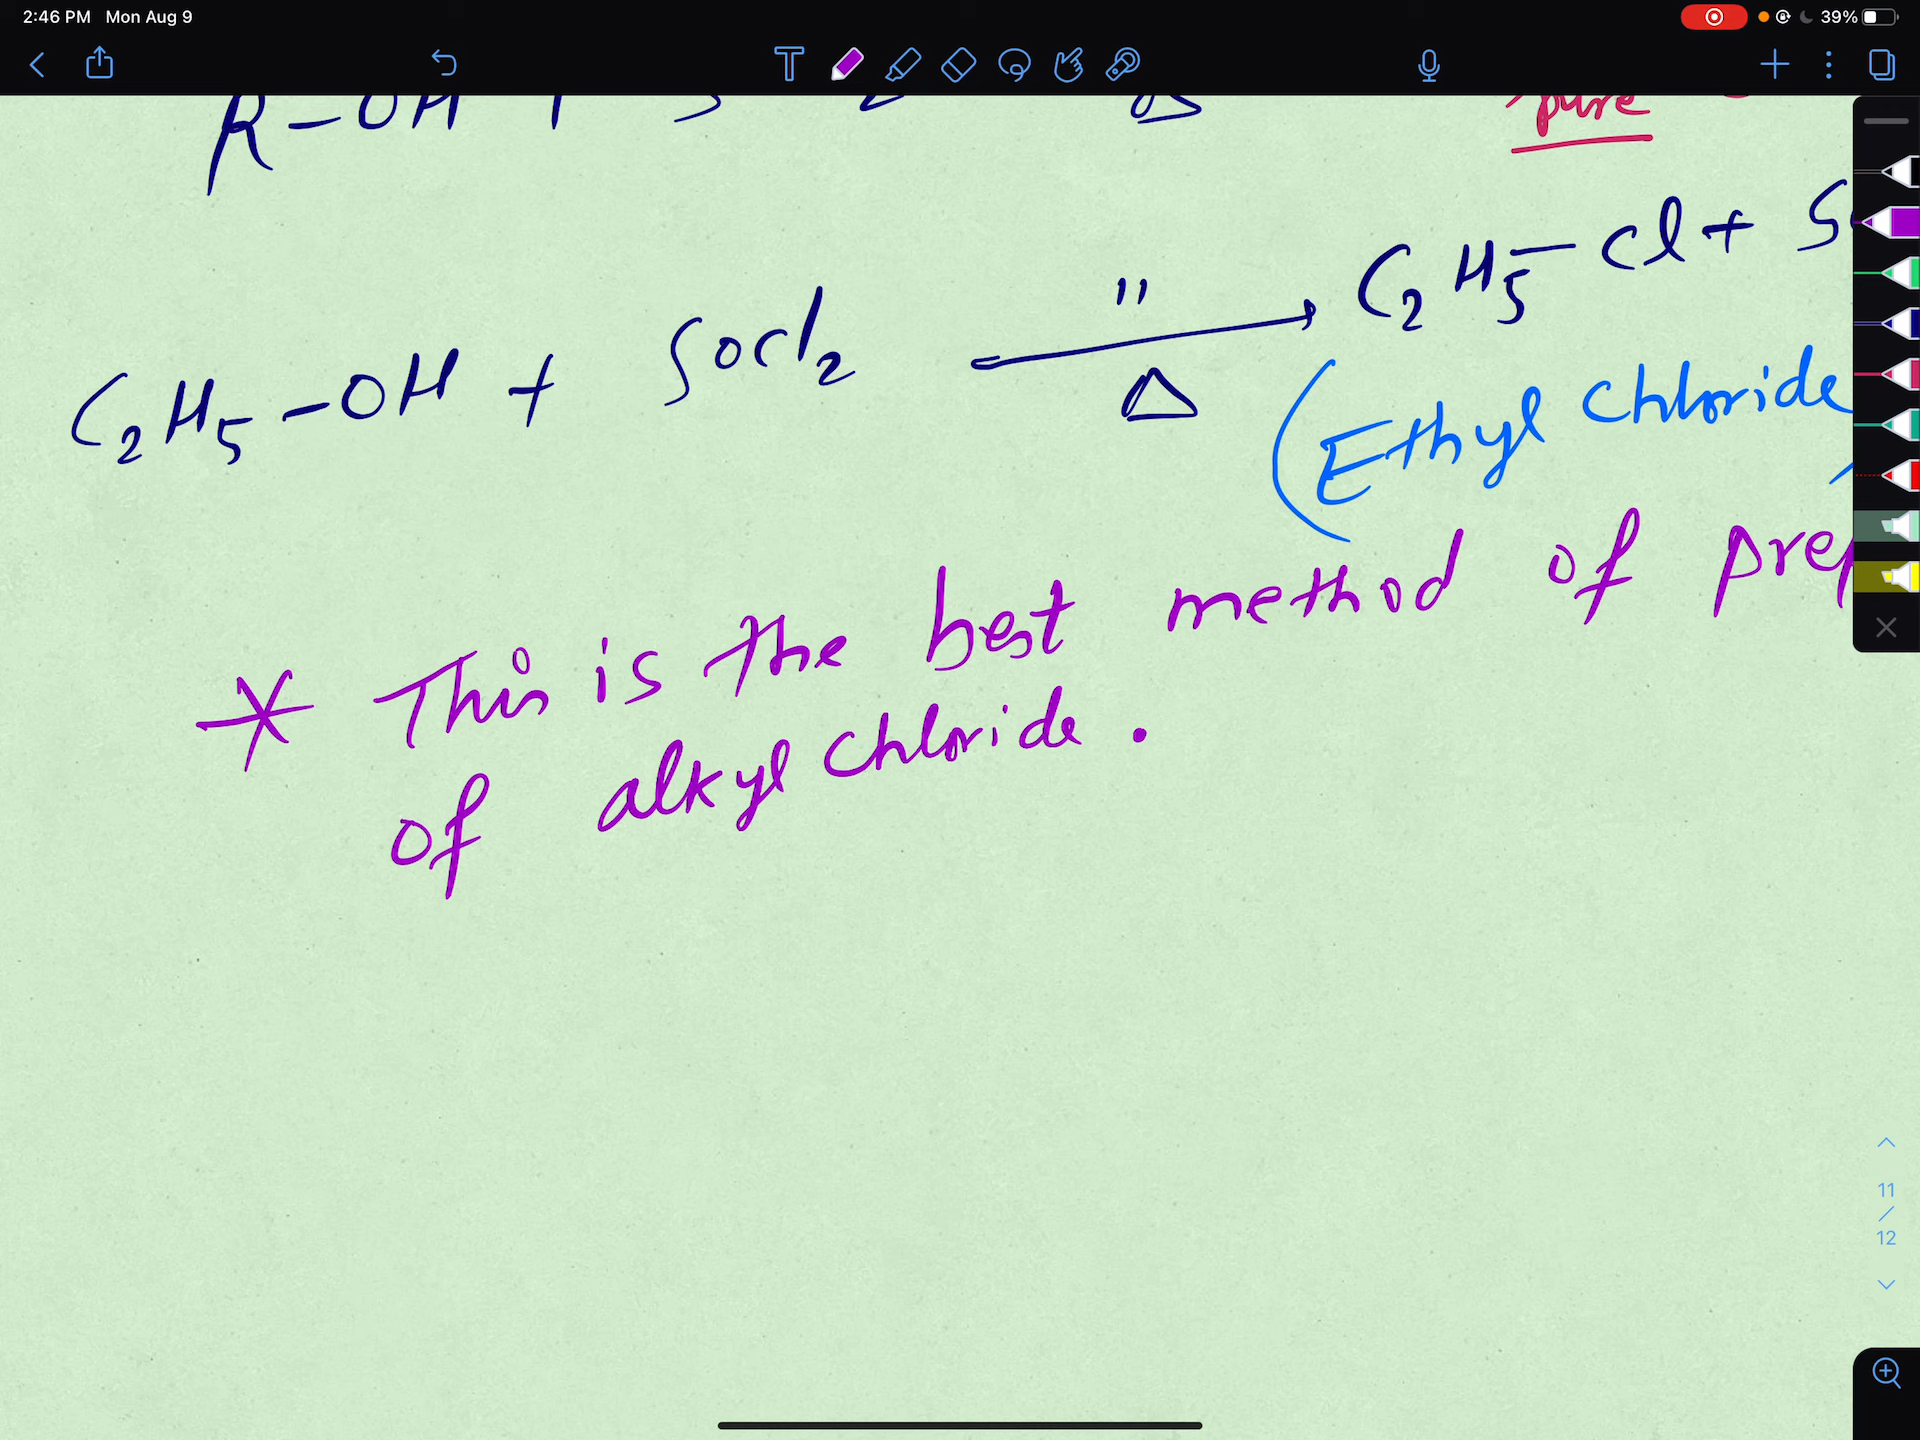 2:46 PM Mon Aug 9
39%
R-OH
pure
C2H5-OH + SOCl2 " Δ → C2H5-Cl + S
(Ethyl chloride
* This is the best method of prep
of alkyl chloride.
11
/
12